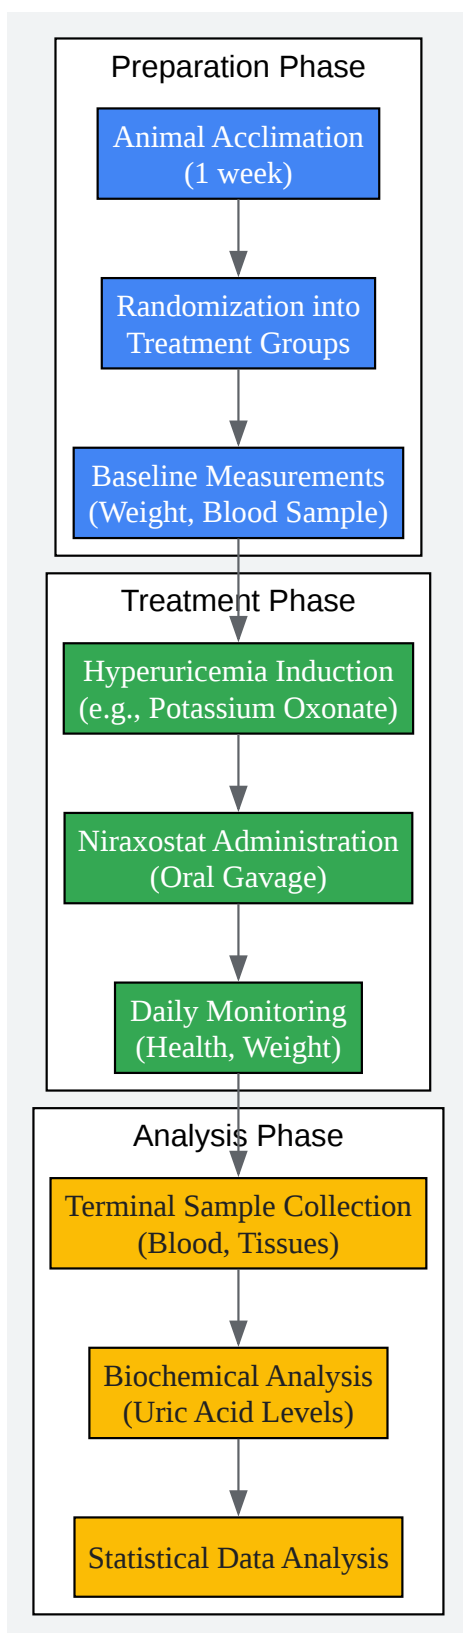 Preparation Phase
Animal Acclimation
(1 week)
Randomization into
Treatment Groups
Baseline Measurements
(Weight, Blood Sample)
Treatment Phase
Hyperuricemia Induction
(e.g., Potassium Oxonate)
Niraxostat Administration
(Oral Gavage)
Daily Monitoring
(Health, Weight)
Analysis Phase
Terminal Sample Collection
(Blood, Tissues)
Biochemical Analysis
(Uric Acid Levels)
Statistical Data Analysis